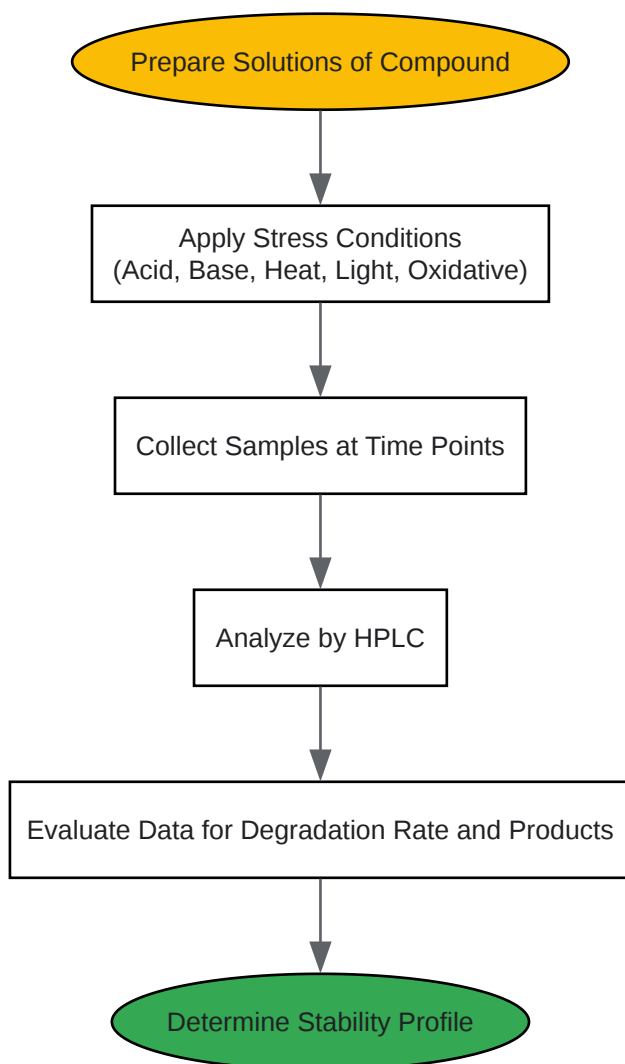 Prepare Solutions of Compound
Apply Stress Conditions
(Acid, Base, Heat, Light, Oxidative)
Collect Samples at Time Points
Analyze by HPLC
Evaluate Data for Degradation Rate and Products
Determine Stability Profile